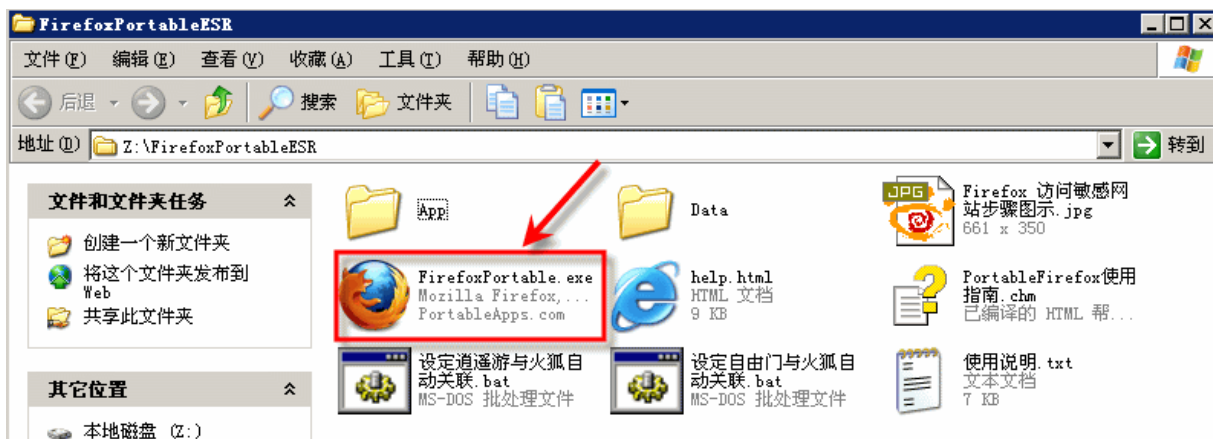 FirefoxPortableESR
文件(F) 编辑(E) 查看(V) 收藏(A) 工具(T) 帮助(H)
后退 搜索 文件夹
地址(D) Z:\FirefoxPortableESR 转到
文件和文件夹任务
创建一个新文件夹
将这个文件夹发布到
Web
共享此文件夹
其它位置
本地磁盘 (Z:)
App
Data
JPG
Firefox 访问敏感网
站步骤图示.jpg
661 x 350
FirefoxPortable.exe
Mozilla Firefox,...
PortableApps.com
help.html
HTML 文档
9 KB
PortableFirefox使用
指南.chm
已编译的 HTML 帮...
设定逍遥游与火狐自
动关联.bat
MS-DOS 批处理文件
设定自由门与火狐自
动关联.bat
MS-DOS 批处理文件
使用说明.txt
文本文档
7 KB